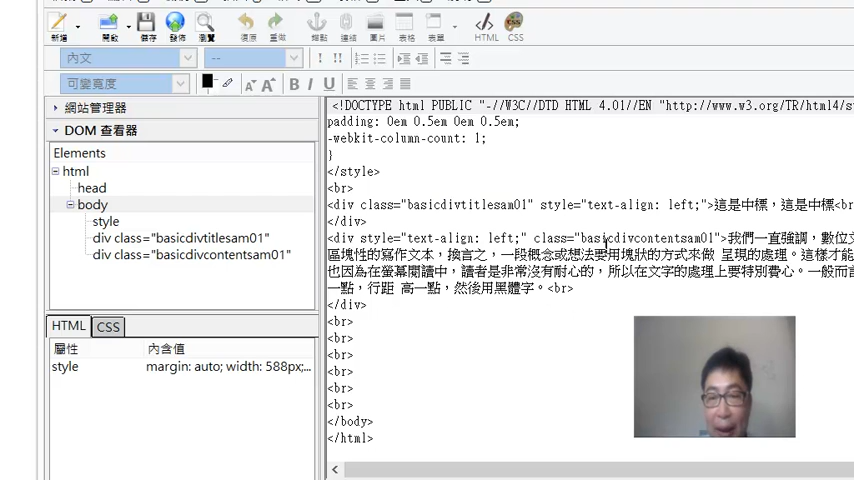 新增 開啟 儲存 發佈 瀏覽 復原 重做 錨點 連結 圖片 表格 表單 HTML CSS
內文 --
可變寬度 A A B I U
網站管理器
DOM 查看器
Elements
html
head
body
style
div class="basicdivtitlesam01"
div class="basicdivcontentsam01"
HTML CSS
屬性 內含值
style margin: auto; width: 588px;...
<!DOCTYPE html PUBLIC "-//W3C//DTD HTML 4.01//EN "http://www.w3.org/TR/html4/s
padding: 0em 0.5em 0em 0.5em;
-webkit-column-count: 1;
}
</style>
<br>
<div class="basicdivtitlesam01" style="text-align: left;">這是中標，這是中標<br
</div>
<div style="text-align: left;" class="basicdivcontentsam01">我們一直強調，數位文
區塊性的寫作文本，換言之，一段概念或想法要用塊狀的方式來做 呈現的處理。這樣才能
也因為在螢幕閱讀中，讀者是非常沒有耐心的，所以在文字的處理上要特別費心。一般而言
一點，行距 高一點，然後用黑體字。<br>
</div>
<br>
<br>
<br>
<br>
<br>
<br>
</body>
</html>